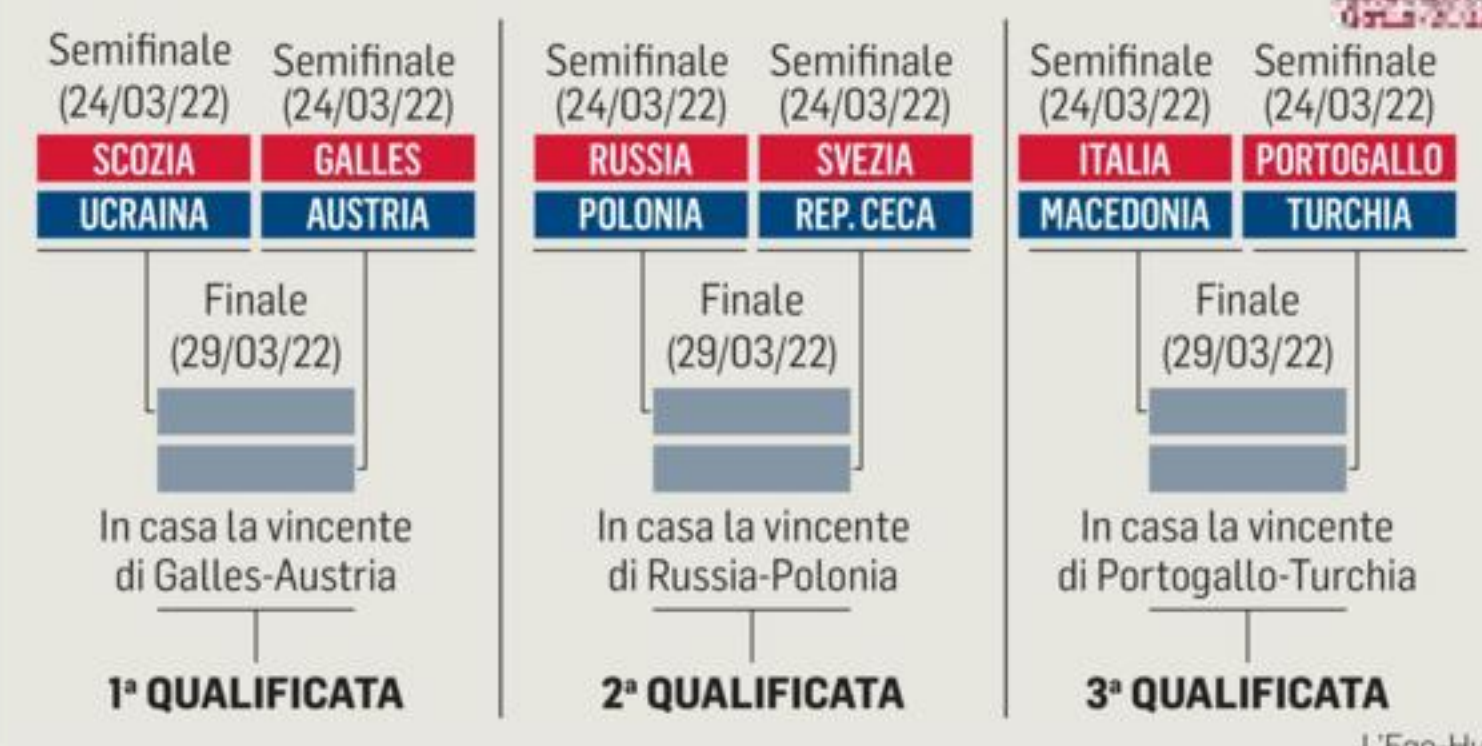 Semifinale
(24/03/22)
SCOZIA
UCRAINA
Semifinale
(24/03/22)
GALLES
AUSTRIA
Finale
(29/03/22)
In casa la vincente
di Galles-Austria
1ª QUALIFICATA
Semifinale
(24/03/22)
RUSSIA
POLONIA
Semifinale
(24/03/22)
SVEZIA
REP. CECA
Finale
(29/03/22)
In casa la vincente
di Russia-Polonia
2ª QUALIFICATA
Semifinale
(24/03/22)
ITALIA
MACEDONIA
Semifinale
(24/03/22)
PORTOGALLO
TURCHIA
Finale
(29/03/22)
In casa la vincente
di Portogallo-Turchia
3ª QUALIFICATA